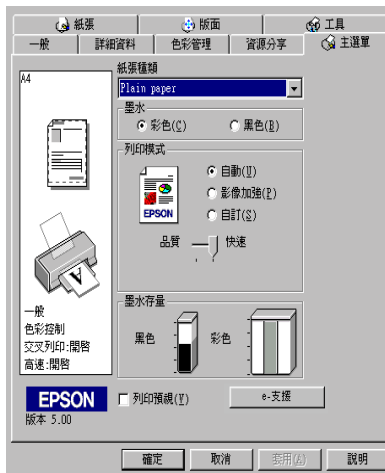 紙張 版面 工具
一般 詳細資料 色彩管理 資源分享 主選單
A4
紙張種類
Plain paper
墨水
彩色(C) 黑色(B)
列印模式
EPSON
自動(U)
影像加強(P)
自訂(S)
品質 快速
一般
色彩控制
交叉列印:開啓
高速:開啓
墨水存量
黑色 彩色
EPSON
版本 5.00
列印預視(Y) e-支援
確定 取消 套用(A) 說明